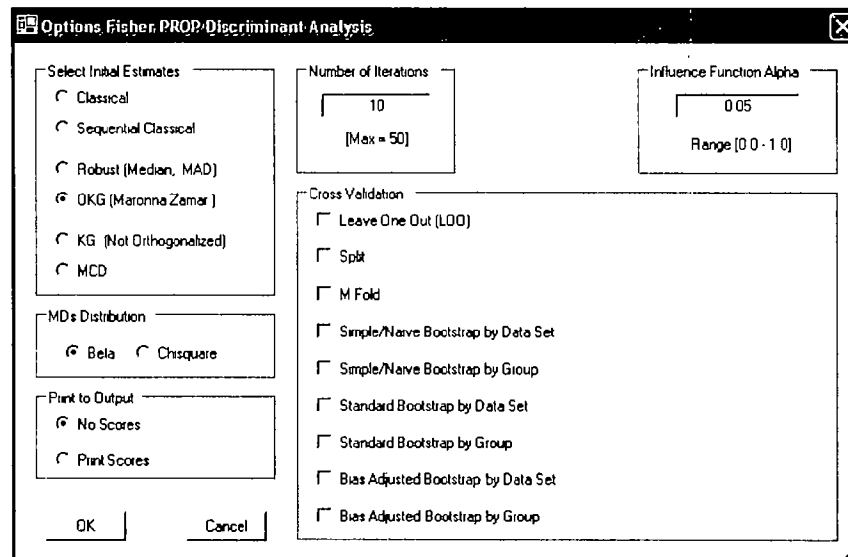 Options Fisher PROP Discriminant Analysis
Select Initial Estimates
Classical
Sequential Classical
Robust (Median, MAD)
OKG (Maronna Zamar)
KG (Not Orthogonalized)
MCD
MDs Distribution
Beta
Chisquare
Print to Output
No Scores
Print Scores
OK
Cancel
Number of Iterations
10
[Max = 50]
Influence Function Alpha
0.05
Range [0.0 - 1.0]
Cross Validation
Leave One Out (LOO)
Split
M Fold
Simple/Naive Bootstrap by Data Set
Simple/Naive Bootstrap by Group
Standard Bootstrap by Data Set
Standard Bootstrap by Group
Bias Adjusted Bootstrap by Data Set
Bias Adjusted Bootstrap by Group